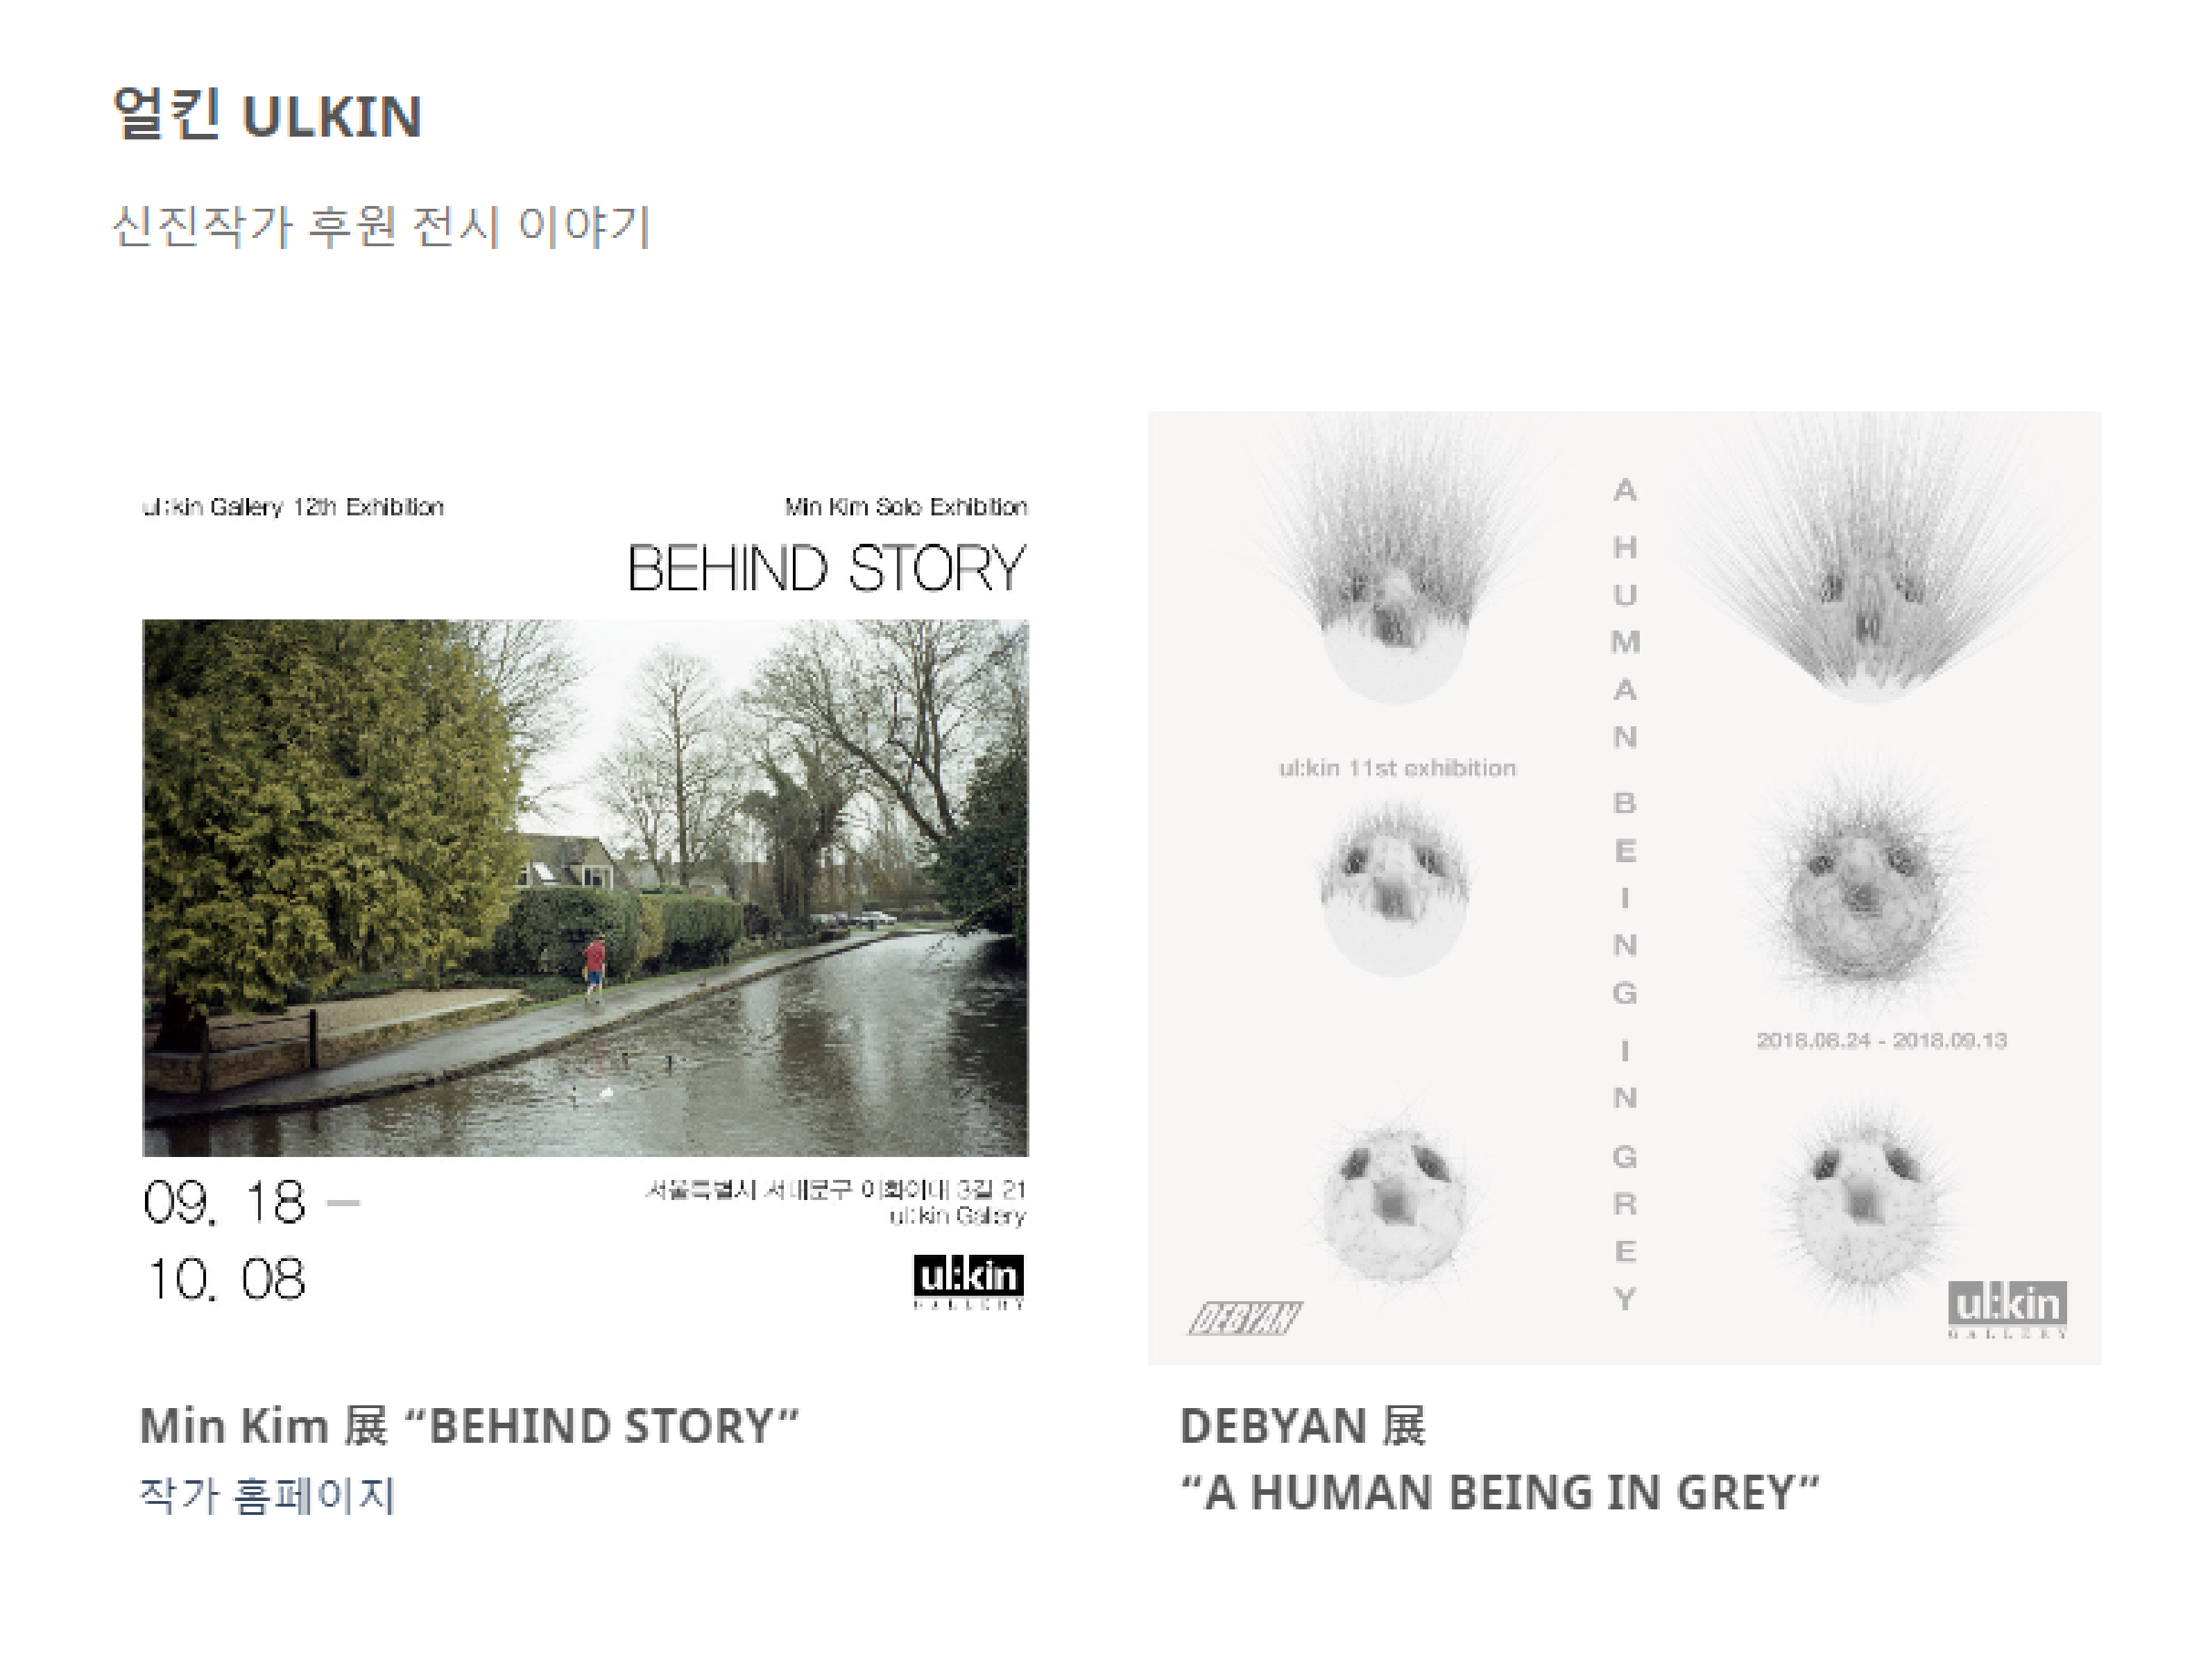 얼킨 ULKIN
신진작가 후원 전시 이야기
ul:kin Gallery 12th Exhibition
Min Kim Solo Exhibition
BEHIND STORY
09. 18 –
10. 08
서울특별시 서대문구 이화여대 3길 21
ul:kin Gallery
ul:kin
GALLERY
Min Kim 展 “BEHIND STORY”
작가 홈페이지
A HUMAN BEING IN GREY
ul:kin 11st exhibition
2018.08.24 - 2018.09.13
DEBYAN
ul:kin
GALLERY
DEBYAN 展
“A HUMAN BEING IN GREY”